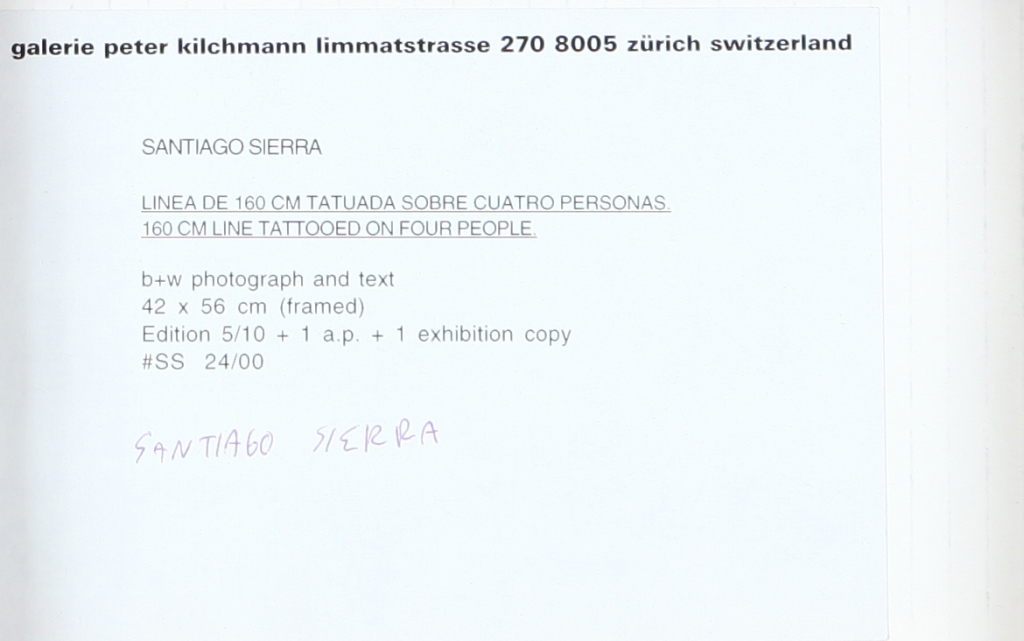 galerie peter kilchmann limmatstrasse 270 8005 zürich switzerland
SANTIAGO SIERRA
LINEA DE 160 CM TATUADA SOBRE CUATRO PERSONAS.
160 CM LINE TATTOOED ON FOUR PEOPLE.
b+w photograph and text
42 x 56 cm (framed)
Edition 5/10 + 1 a.p. + 1 exhibition copy
#SS 24/00
SANTIAGO SIERRA